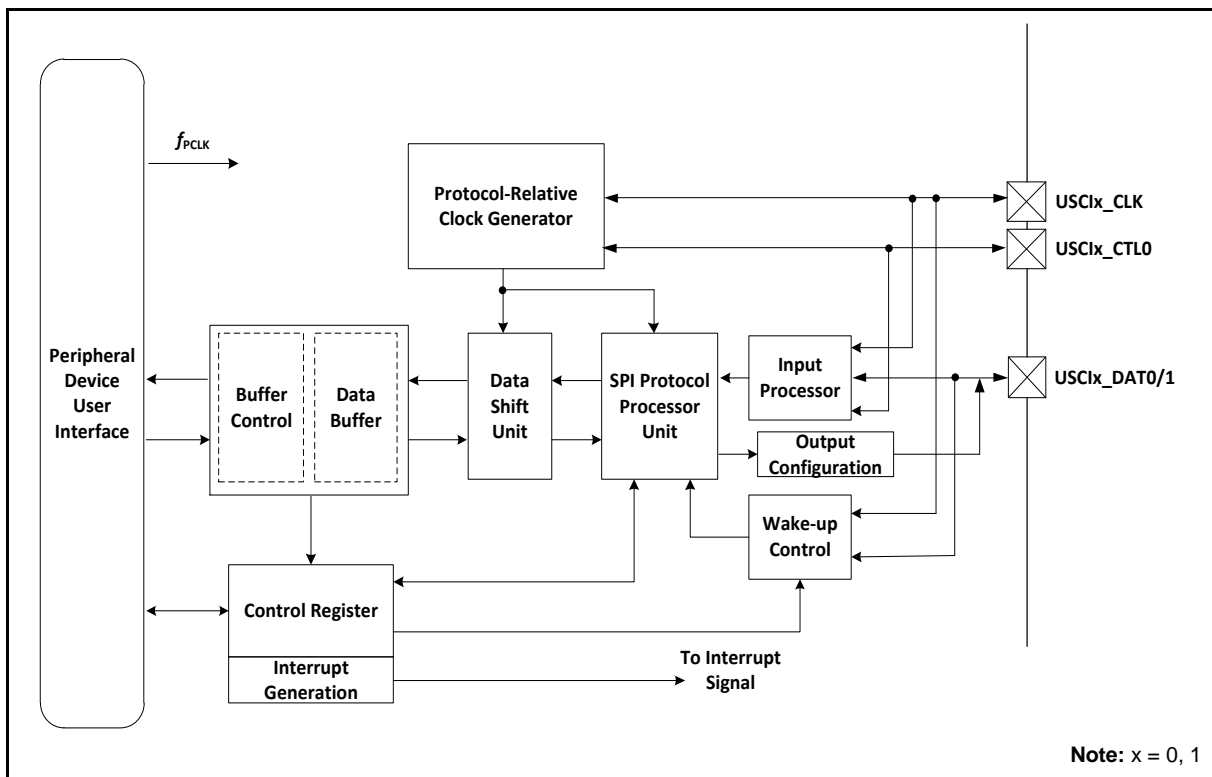 fPCLK
Protocol-Relative
Clock Generator
USCIx_CLK
USCIx_CTL0
Peripheral
Device
User
Interface
Buffer
Control
Data
Buffer
Data
Shift
Unit
SPI Protocol
Processor
Unit
Input
Processor
USCIx_DAT0/1
Output
Configuration
Wake-up
Control
Control Register
Interrupt
Generation
To Interrupt
Signal
Note: x = 0, 1